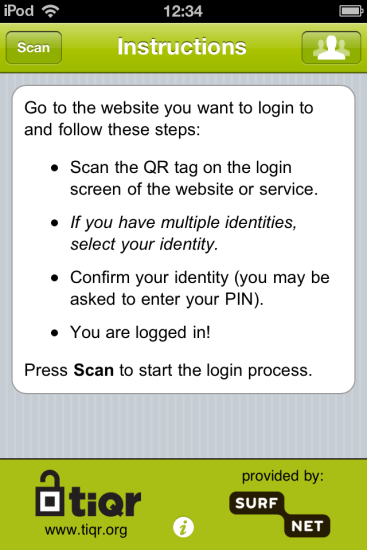 iPod 12:34
Scan Instructions
Go to the website you want to login to
and follow these steps:
Scan the QR tag on the login
screen of the website or service.
If you have multiple identities,
select your identity.
Confirm your identity (you may be
asked to enter your PIN).
You are logged in!
Press Scan to start the login process.
tiQr
www.tiqr.org
i
provided by:
SURF
NET